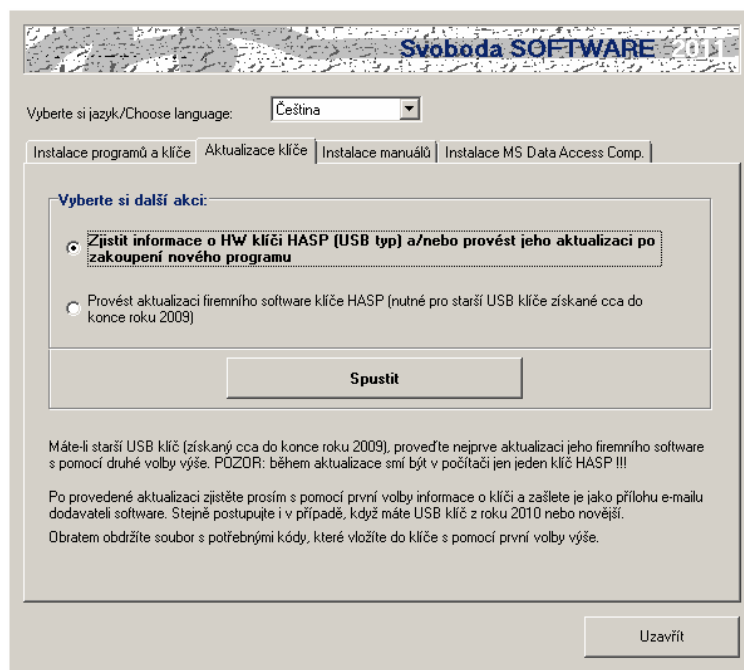 Svoboda SOFTWARE 2011
Vyberte si jazyk/Choose language:
Čeština
Instalace programů a klíče
Aktualizace klíče
Instalace manuálů
Instalace MS Data Access Comp.
Vyberte si další akci:
Zjistit informace o HW klíči HASP (USB typ) a/nebo provést jeho aktualizaci po
zakoupení nového programu
Provést aktualizaci firemního software klíče HASP (nutné pro starší USB klíče získané cca do
konce roku 2009)
Spustit
Máte-li starší USB klíč (získaný cca do konce roku 2009), proveďte nejprve aktualizaci jeho firemního software
s pomocí druhé volby výše. POZOR: během aktualizace smí být v počítači jen jeden klíč HASP !!!
Po provedené aktualizaci zjistěte prosím s pomocí první volby informace o klíči a zašlete je jako přílohu e-mailu
dodavateli software. Stejně postupujte i v případě, když máte USB klíč z roku 2010 nebo novější.
Obratem obdržíte soubor s potřebnými kódy, které vložíte do klíče s pomocí první volby výše.
Uzavřít